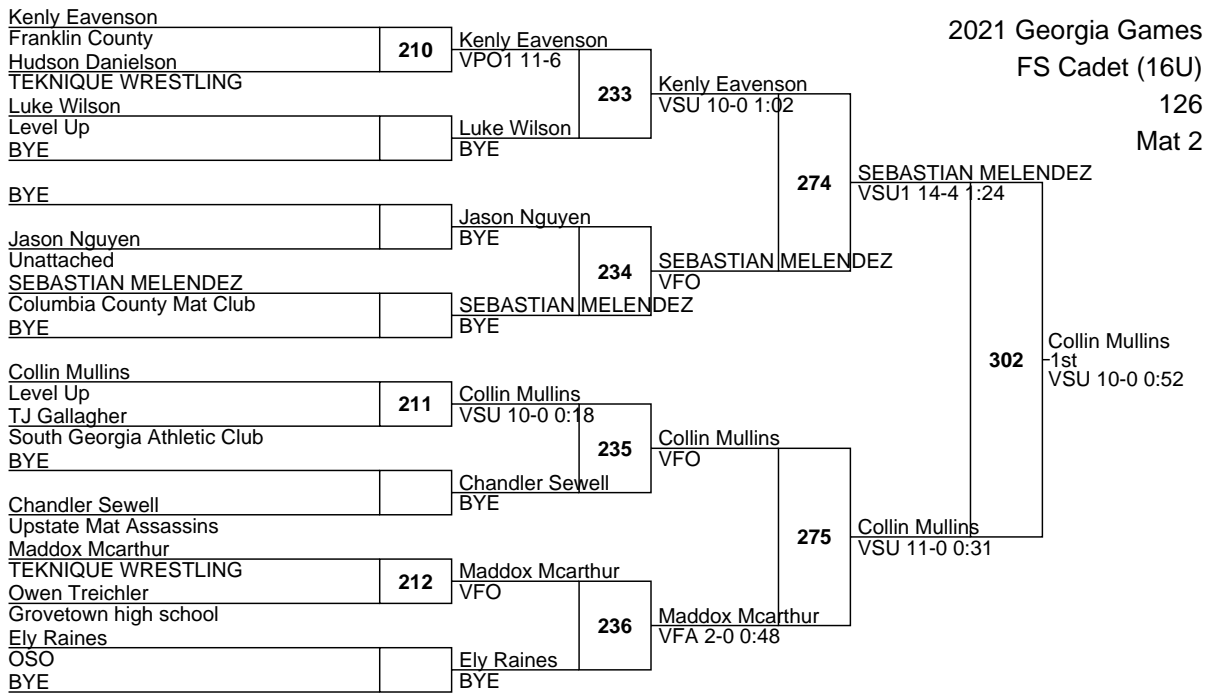 2021 Georgia Games
FS Cadet (16U)
126
Mat 2
Kenly Eavenson
Franklin County
Hudson Danielson
TEKNIQUE WRESTLING
Luke Wilson
Level Up
BYE
BYE
Jason Nguyen
Unattached
SEBASTIAN MELENDEZ
Columbia County Mat Club
BYE
Collin Mullins
Level Up
TJ Gallagher
South Georgia Athletic Club
BYE
Chandler Sewell
Upstate Mat Assassins
Maddox Mcarthur
TEKNIQUE WRESTLING
Owen Treichler
Grovetown high school
Ely Raines
OSO
BYE
210
211
212
Kenly Eavenson
VPO1 11-6
Luke Wilson
BYE
Jason Nguyen
BYE
SEBASTIAN MELENDEZ
BYE
Collin Mullins
VSU 10-0 0:18
Chandler Sewell
BYE
Maddox Mcarthur
VFO
Ely Raines
BYE
233
234
235
236
Kenly Eavenson
VSU 10-0 1:02
SEBASTIAN MELENDEZ
VFO
Collin Mullins
VFO
Maddox Mcarthur
VFA 2-0 0:48
274
275
SEBASTIAN MELENDEZ
VSU1 14-4 1:24
Collin Mullins
VSU 11-0 0:31
302
Collin Mullins
1st
VSU 10-0 0:52